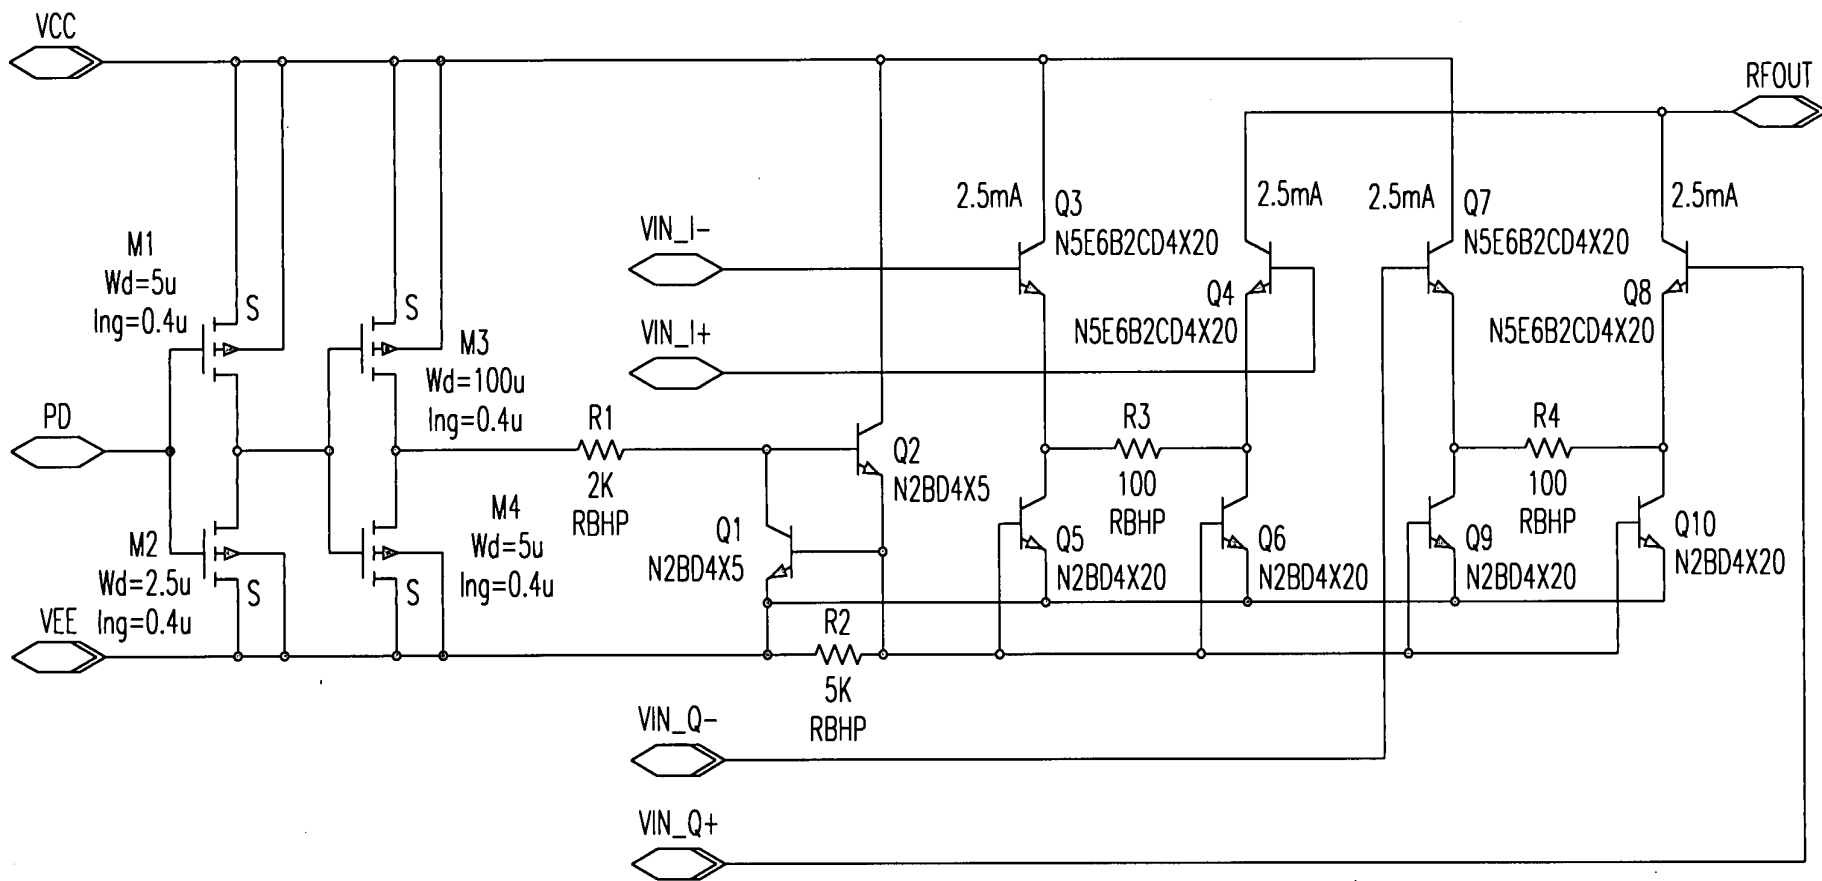 VCC
RFOUT
2.5mA
Q3
N5E6B2CD4X20
2.5mA
2.5mA
Q7
N5E6B2CD4X20
2.5mA
VIN_I-
M1
Wd=5u
lng=0.4u
S
S
Q4
N5E6B2CD4X20
Q8
N5E6B2CD4X20
VIN_I+
M3
Wd=100u
lng=0.4u
PD
R1
2K
RBHP
Q2
N2BD4X5
R3
100
RBHP
R4
100
RBHP
M4
Wd=5u
lng=0.4u
M2
Wd=2.5u
lng=0.4u
S
S
Q1
N2BD4X5
Q5
N2BD4X20
Q6
N2BD4X20
Q9
N2BD4X20
Q10
N2BD4X20
VEE
R2
5K
RBHP
VIN_Q-
VIN_Q+